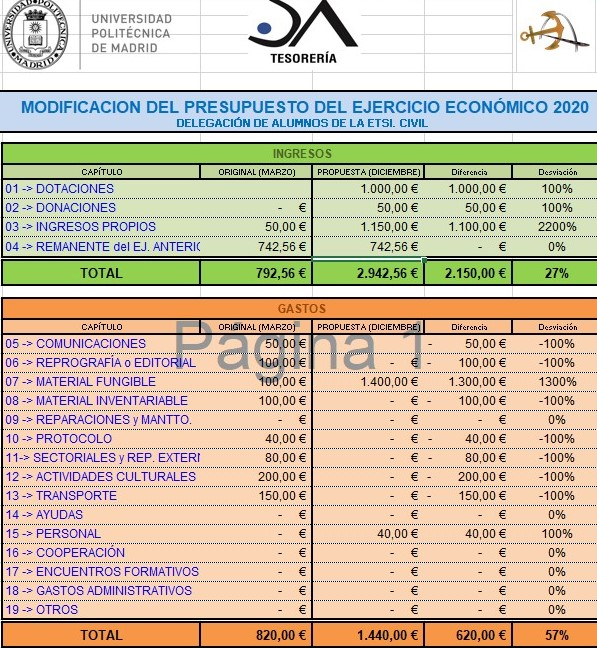 UNIVERSIDAD POLITÉCNICA DE MADRID
UNIVERSIDAD
POLITÉCNICA
DE MADRID
TESORERÍA
MODIFICACION DEL PRESUPUESTO DEL EJERCICIO ECONÓMICO 2020
DELEGACIÓN DE ALUMNOS DE LA ETSI. CIVIL
INGRESOS
CAPÍTULO ORIGINAL (MARZO) PROPUESTA (DICIEMBRE) Diferencia Desviación
01 -> DOTACIONES 1.000,00 € 1.000,00 € 100%
02 -> DONACIONES - € 50,00 € 50,00 € 100%
03 -> INGRESOS PROPIOS 50,00 € 1.150,00 € 1.100,00 € 2200%
04 -> REMANENTE del EJ. ANTERIO 742,56 € 742,56 € - € 0%
TOTAL 792,56 € 2.942,56 € 2.150,00 € 27%
GASTOS
CAPÍTULO ORIGINAL (MARZO) PROPUESTA (DICIEMBRE) Diferencia Desviación
05 -> COMUNICACIONES 50,00 € - 50,00 € -100%
06 -> REPROGRAFÍA o EDITORIAL 100,00 € - € - 100,00 € -100%
07 -> MATERIAL FUNGIBLE 100,00 € 1.400,00 € 1.300,00 € 1300%
08 -> MATERIAL INVENTARIABLE 100,00 € - € - 100,00 € -100%
09 -> REPARACIONES y MANTTO. - € - € - € 0%
10 -> PROTOCOLO 40,00 € - € - 40,00 € -100%
11-> SECTORIALES y REP. EXTERN 80,00 € - € - 80,00 € -100%
12 -> ACTIVIDADES CULTURALES 200,00 € - € - 200,00 € -100%
13 -> TRANSPORTE 150,00 € - € - 150,00 € -100%
14 -> AYUDAS - € - € - € 0%
15 -> PERSONAL - € 40,00 € 40,00 € 100%
16 -> COOPERACIÓN - € - € - € 0%
17 -> ENCUENTROS FORMATIVOS - € - € - € 0%
18 -> GASTOS ADMINISTRATIVOS - € - € - € 0%
19 -> OTROS - € - € - € 0%
TOTAL 820,00 € 1.440,00 € 620,00 € 57%
Página 1